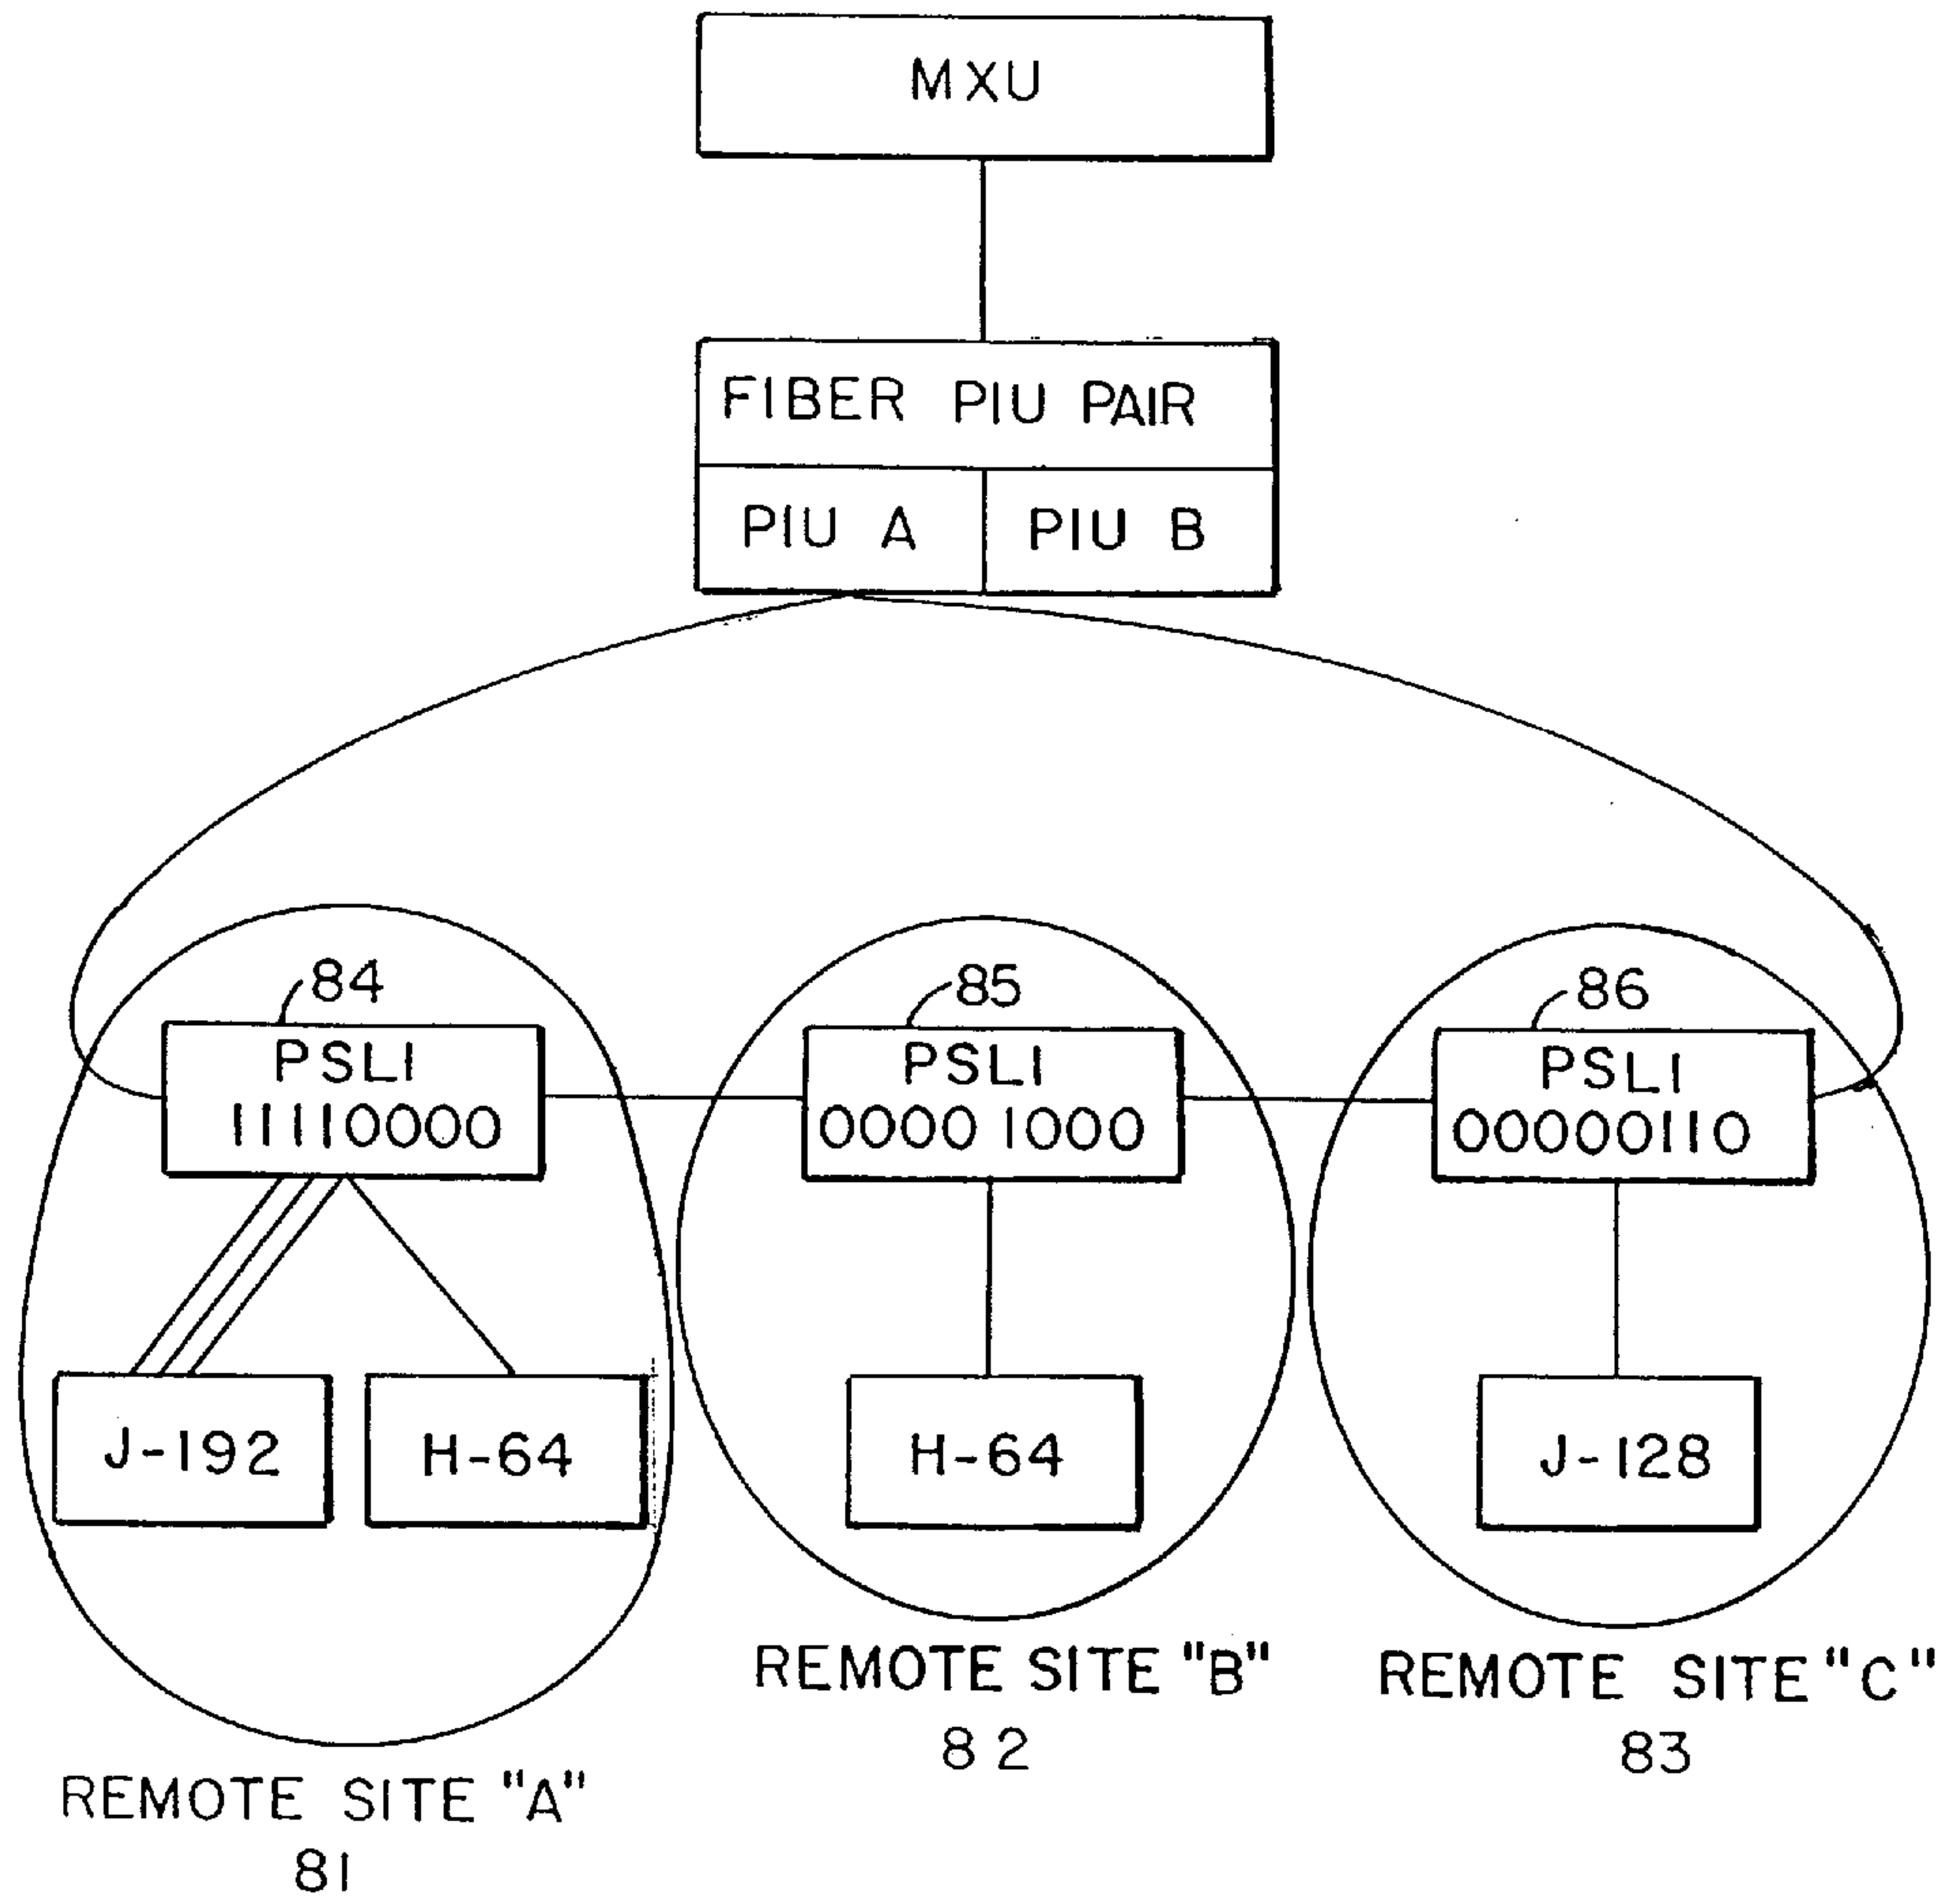 MXU
FIBER PIU PAIR
PIU A PIU B
84
85
86
PSLI
11110000
PSLI
00001000
PSLI
00000110
J-192
H-64
H-64
J-128
REMOTE SITE "B"
82
REMOTE SITE "C"
83
REMOTE SITE "A"
81